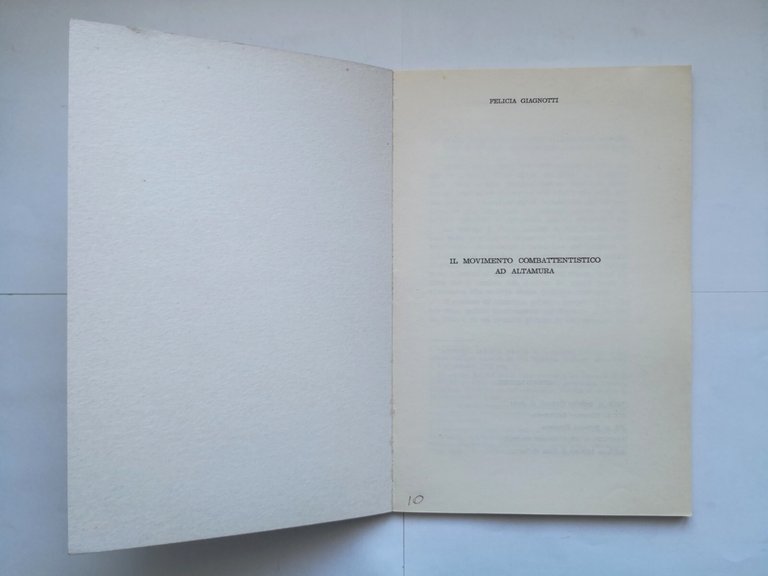 FELICIA GIAGNOTTI
IL MOVIMENTO COMBATTENTISTICO
AD ALTAMURA
10